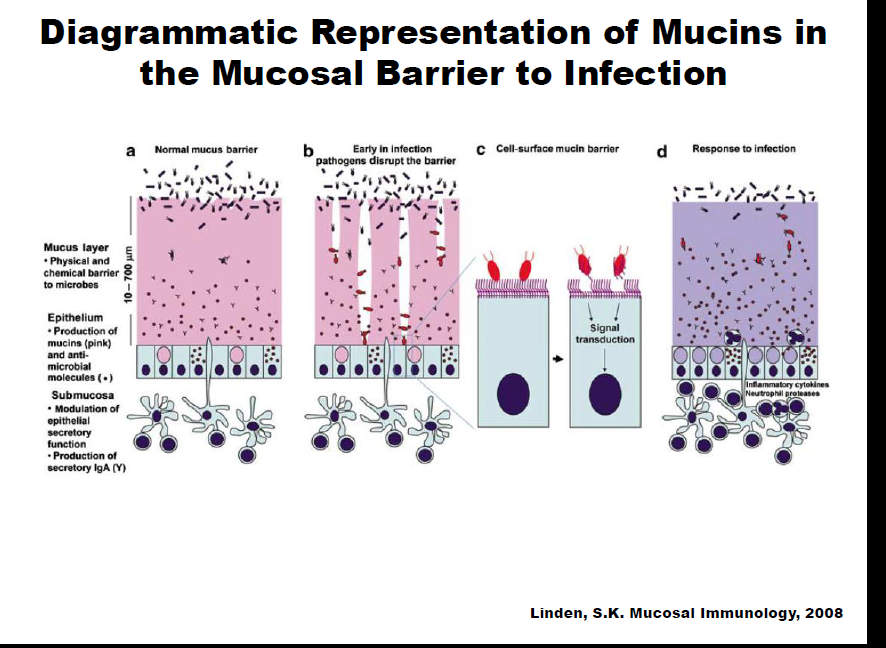 Diagrammatic Representation of Mucins in
the Mucosal Barrier to Infection
a Normal mucus barrier
b Early in infection
pathogens disrupt the barrier
c Cell-surface mucin barrier
d Response to infection
Mucus layer
• Physical and
chemical barrier
to microbes
10–700 μm
Epithelium
• Production of
mucins (pink)
and anti-
microbial
molecules (•)
Submucosa
• Modulation of
epithelial
secretory
function
• Production of
secretory IgA (Y)
Signal
transduction
Inflammatory cytokines
Neutrophil proteases
Linden, S.K. Mucosal Immunology, 2008